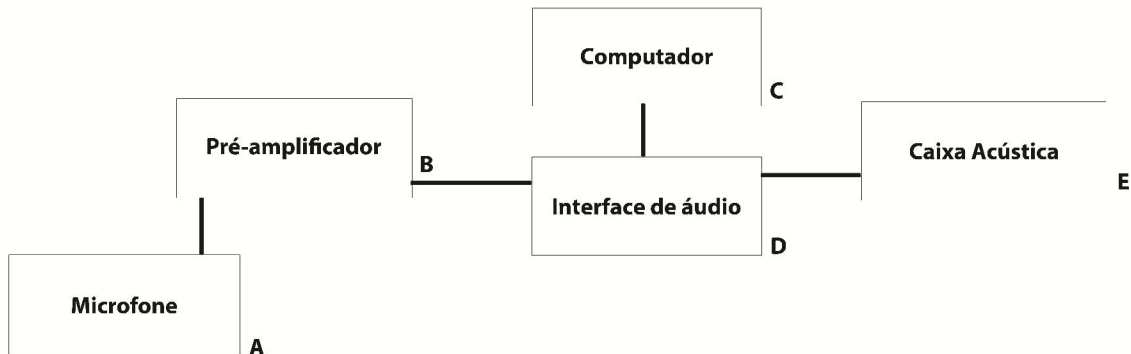 Computador
C
Pré-amplificador
B
Caixa Acústica
E
Interface de áudio
D
Microfone
A